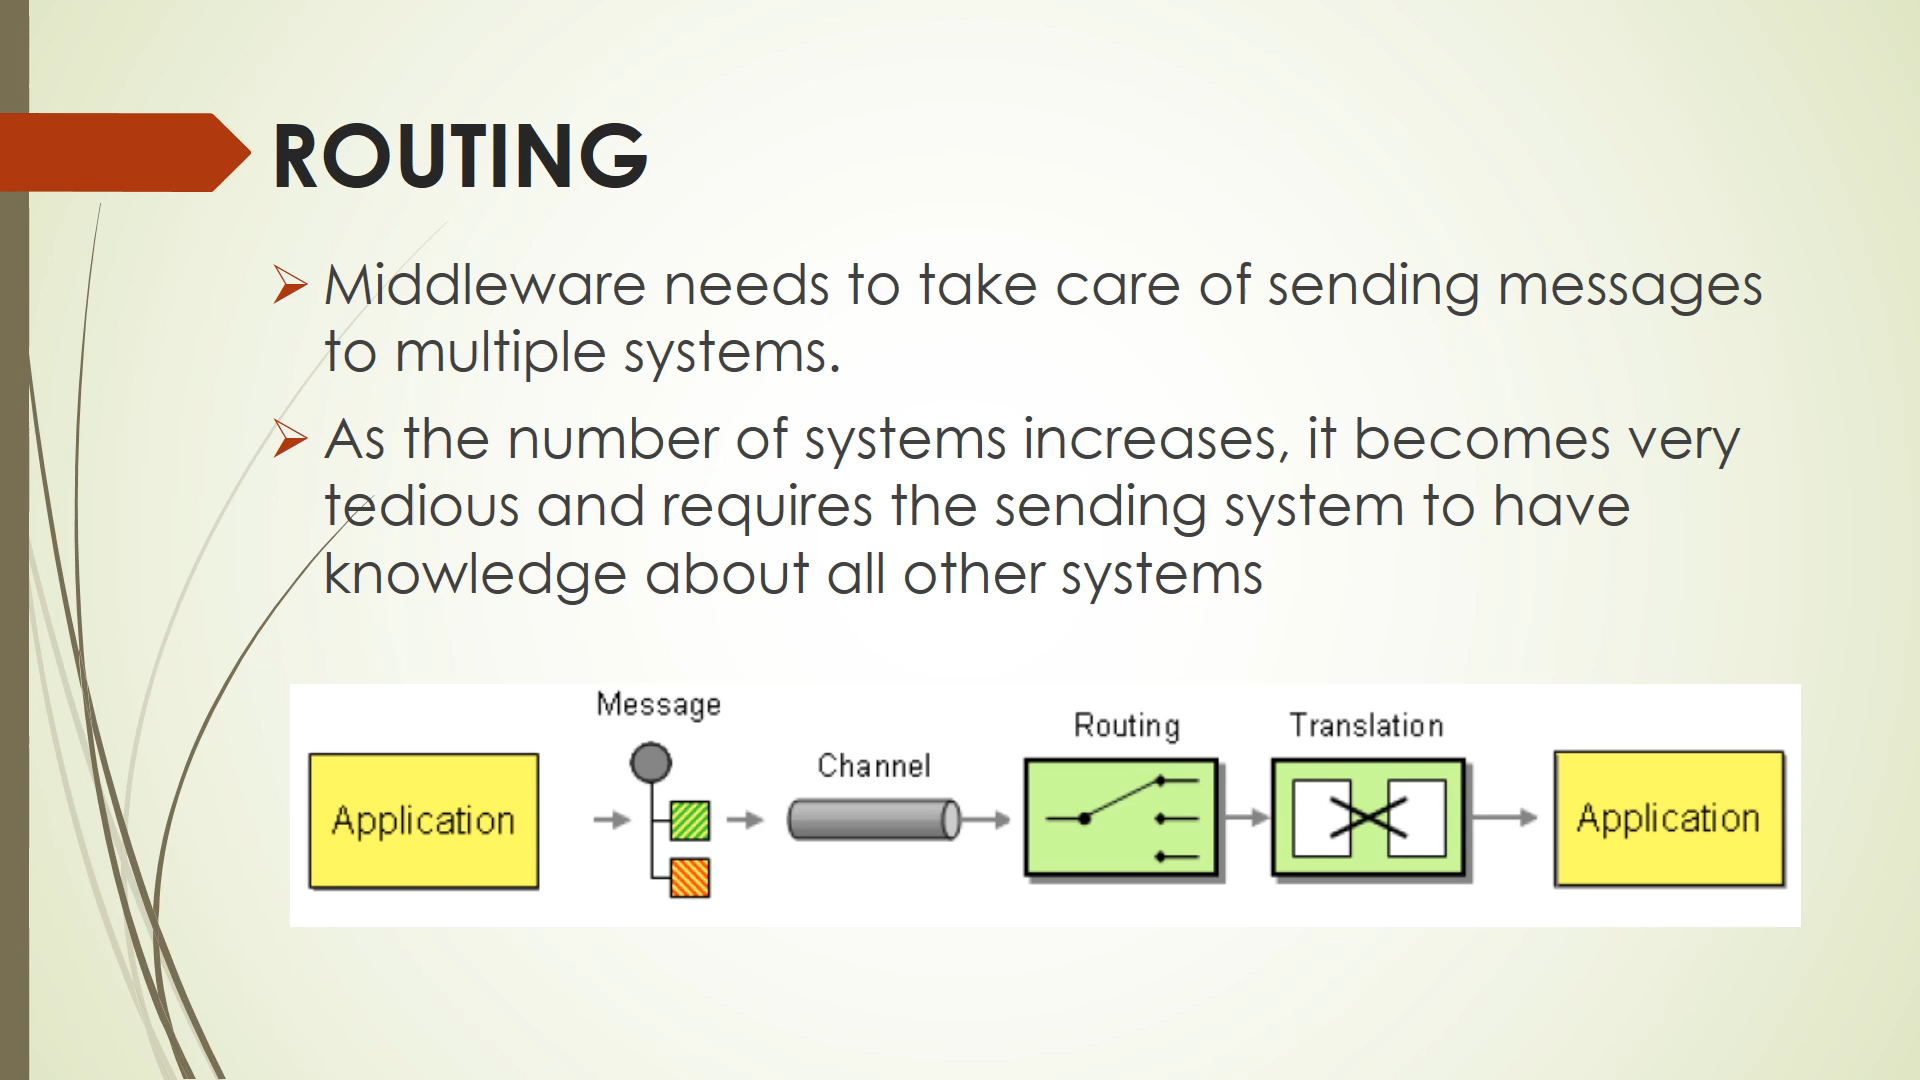 ROUTING
Middleware needs to take care of sending messages
to multiple systems.
As the number of systems increases, it becomes very
tedious and requires the sending system to have
knowledge about all other systems
Message
Routing
Translation
Channel
Application
Application